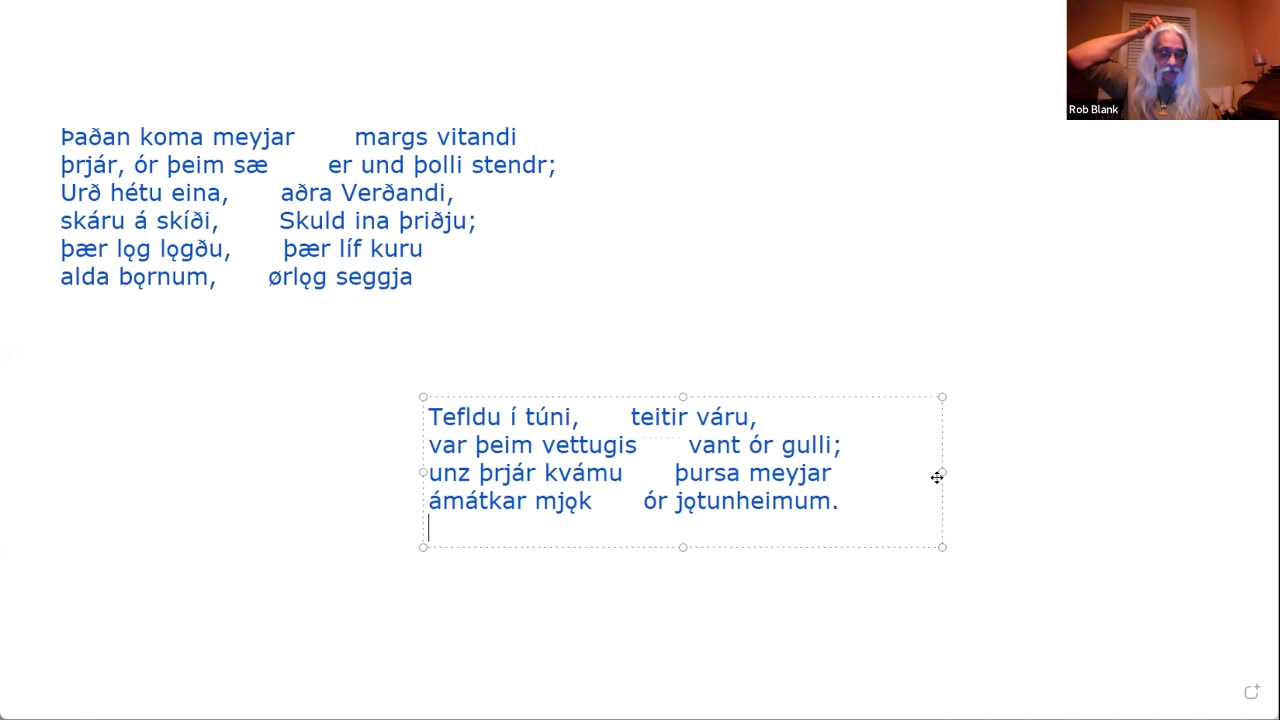 Rob Blank
Þaðan koma meyjar margs vitandi
þrjár, ór þeim sæ er und þolli stendr;
Urð hétu eina, aðra Verðandi,
skáru á skíði, Skuld ina þriðju;
þær lǫg lǫgðu, þær líf kuru
alda bǫrnum, ørlǫg seggja
Tefldu í túni, teitir váru,
var þeim vettugis vant ór gulli;
unz þrjár kvámu þursa meyjar
ámátkar mjǫk ór jǫtunheimum.